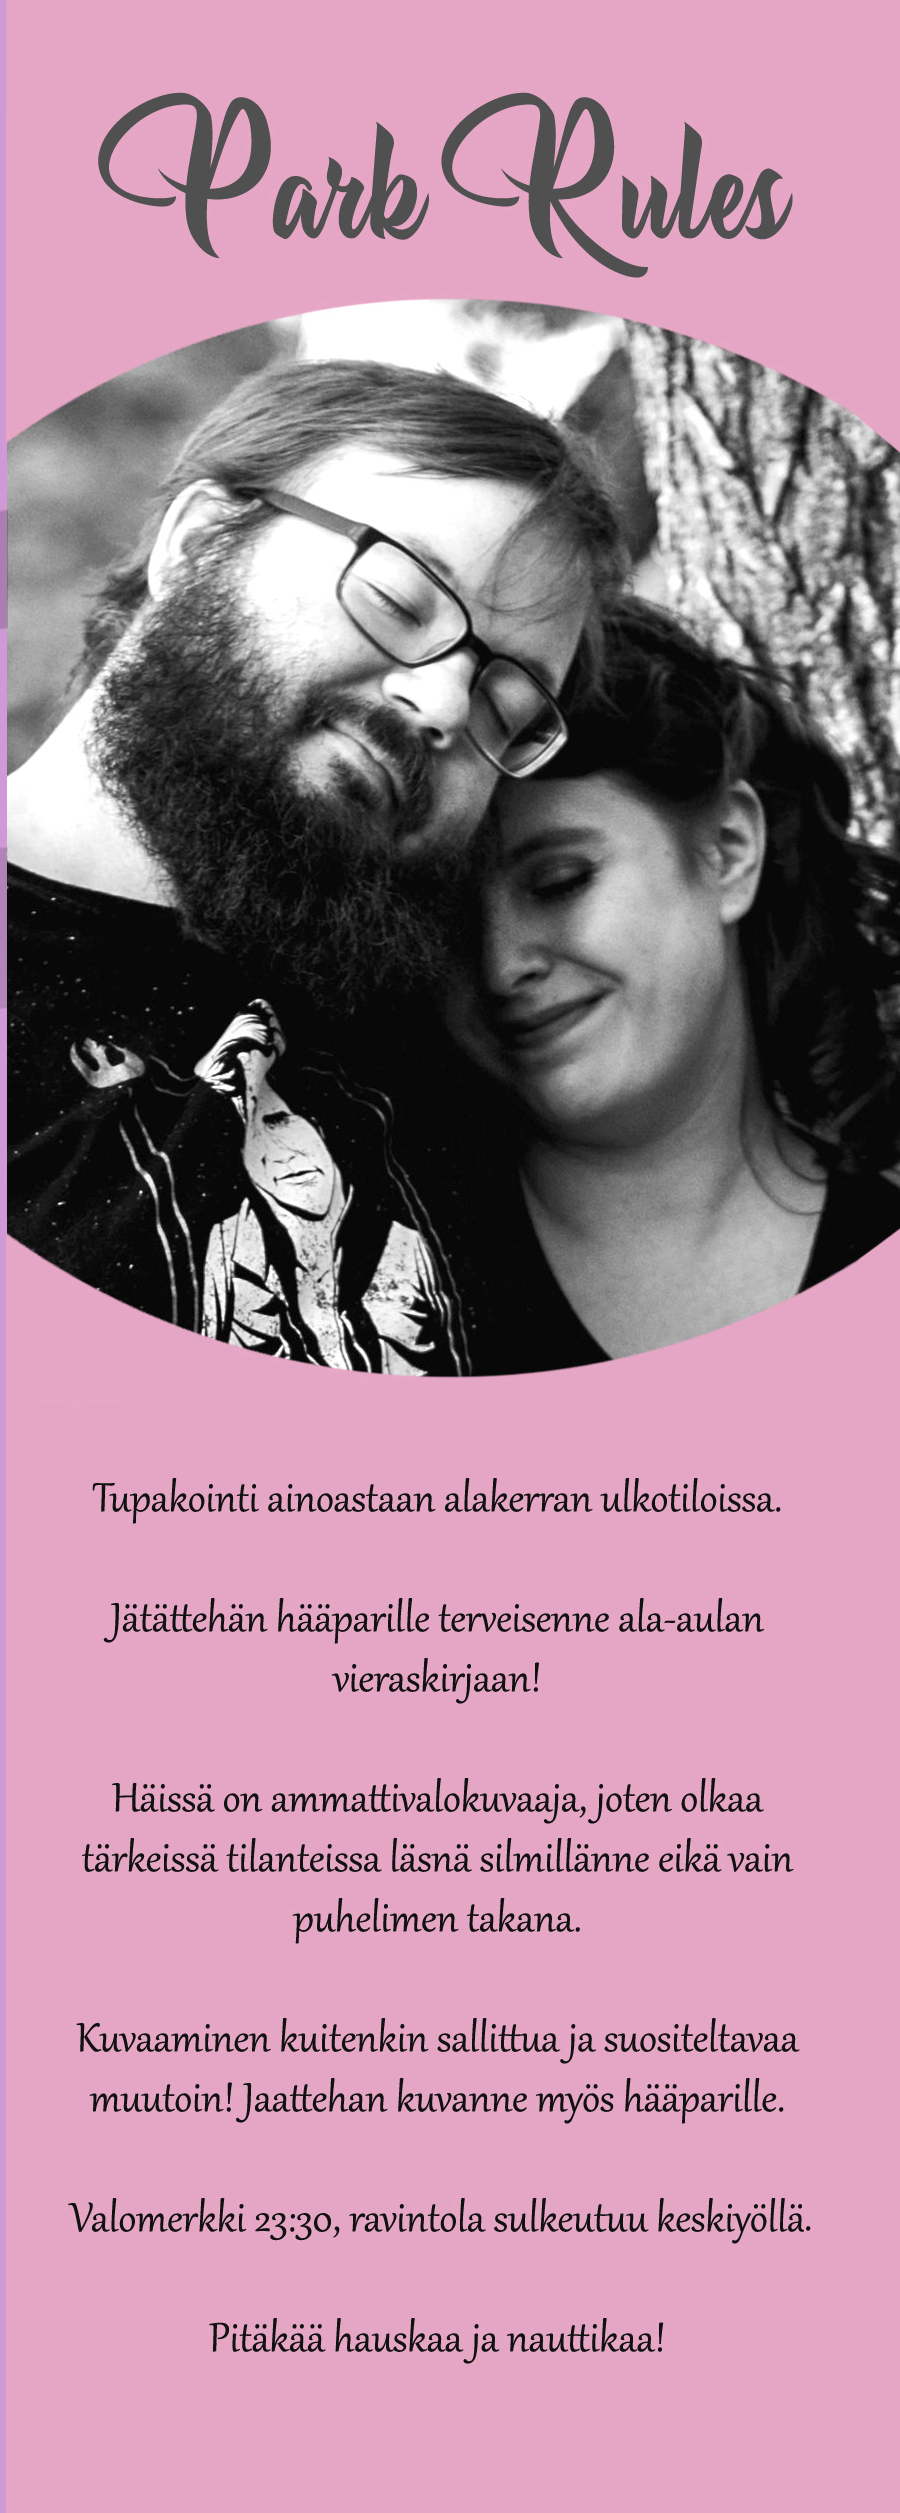 Park Rules
Tupakointi ainoastaan alakerran ulkotiloissa.
Jätättehän hääparille terveisenne ala-aulan
vieraskirjaan!
Häissä on ammattivalokuvaaja, joten olkaa
tärkeissä tilanteissa läsnä silmillänne eikä vain
puhelimen takana.
Kuvaaminen kuitenkin sallittua ja suositeltavaa
muutoin! Jaattehan kuvanne myös hääparille.
Valomerkki 23:30, ravintola sulkeutuu keskiyöllä.
Pitäkää hauskaa ja nauttikaa!